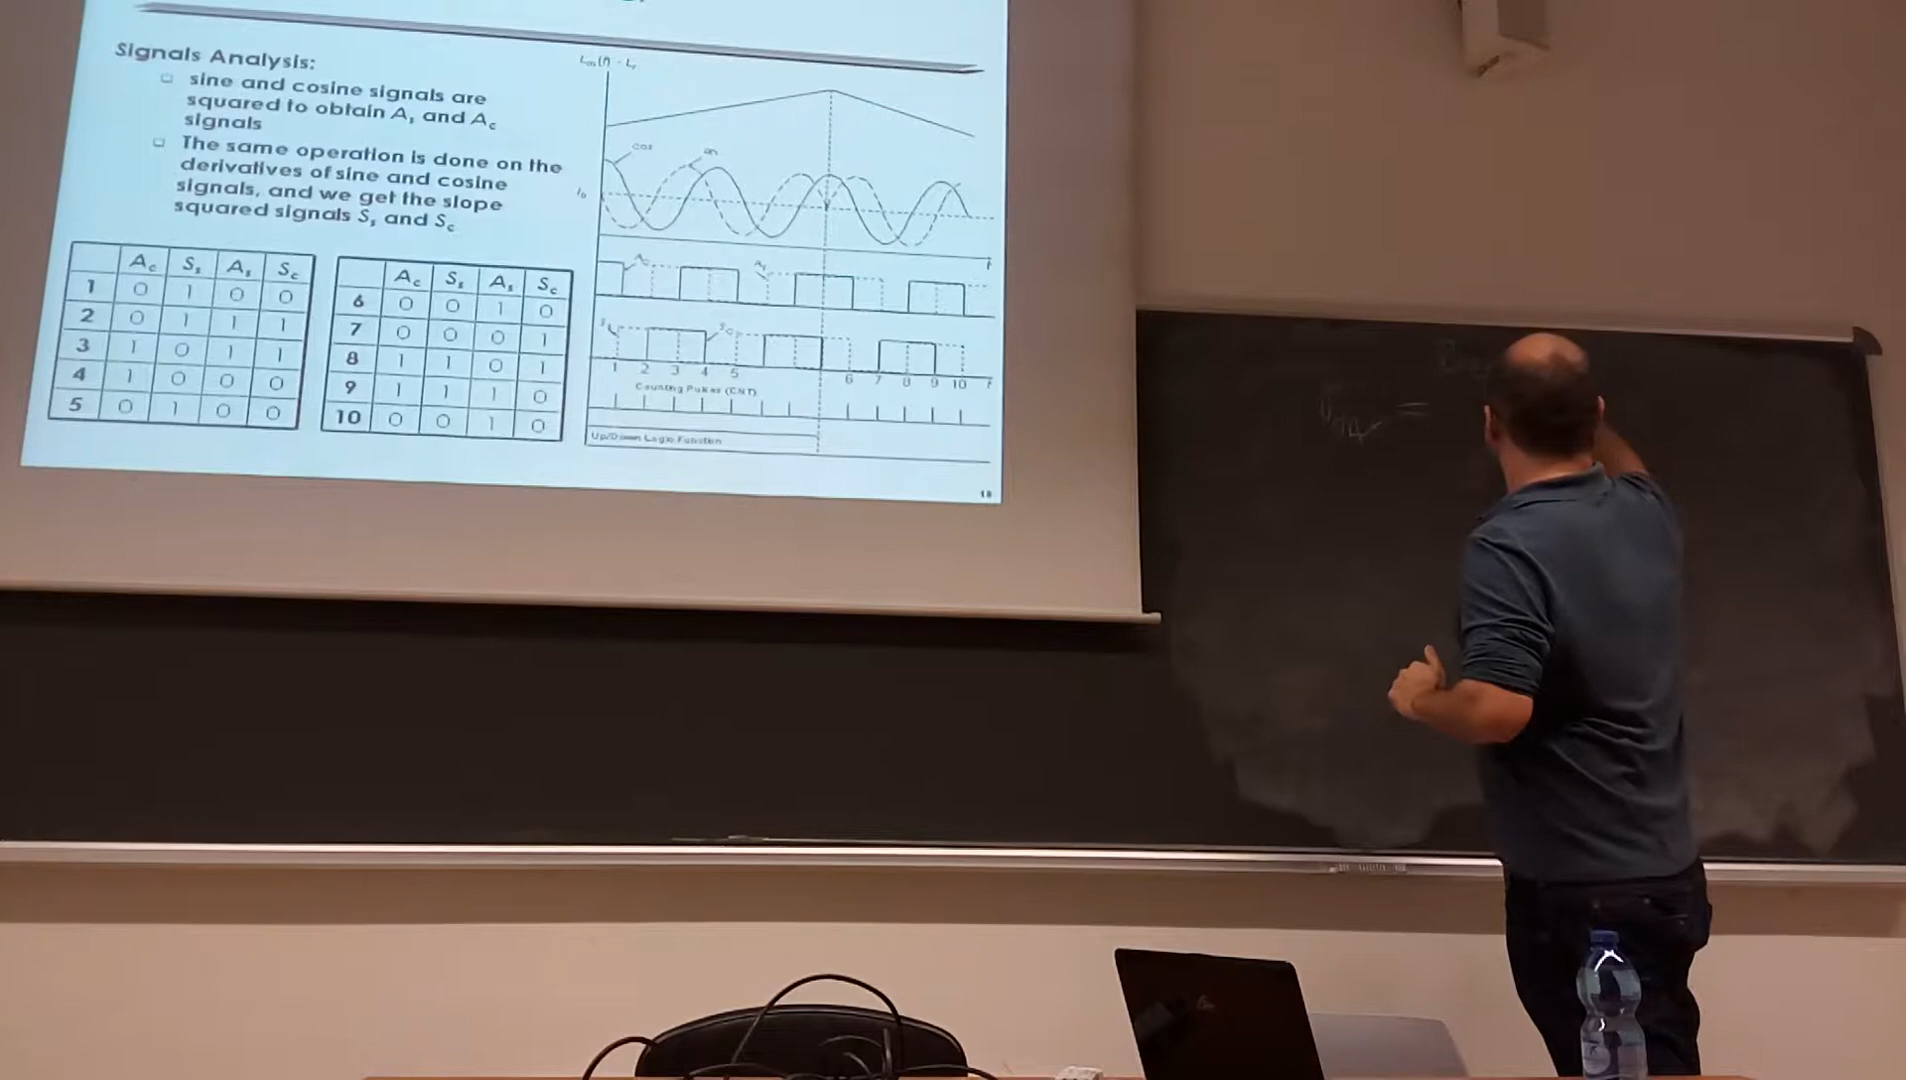 Signals Analysis:
□ sine and cosine signals are
squared to obtain As and Ac
signals
□ The same operation is done on the
derivatives of sine and cosine
signals, and we get the slope
squared signals Ss and Sc
Ac Ss As Sc
1 0 1 0 0
2 0 1 1 1
3 1 0 1 1
4 1 0 0 0
5 0 1 0 0
Ac Ss As Sc
6 0 0 1 0
7 0 0 0 1
8 1 1 0 1
9 1 1 1 0
10 0 0 1 0
cos
Ac
As
t
Sc
1 2 3 4 5 6 7 8 9 10 t
Counting Pulses (CNT)
Up/Down Logic Function
18